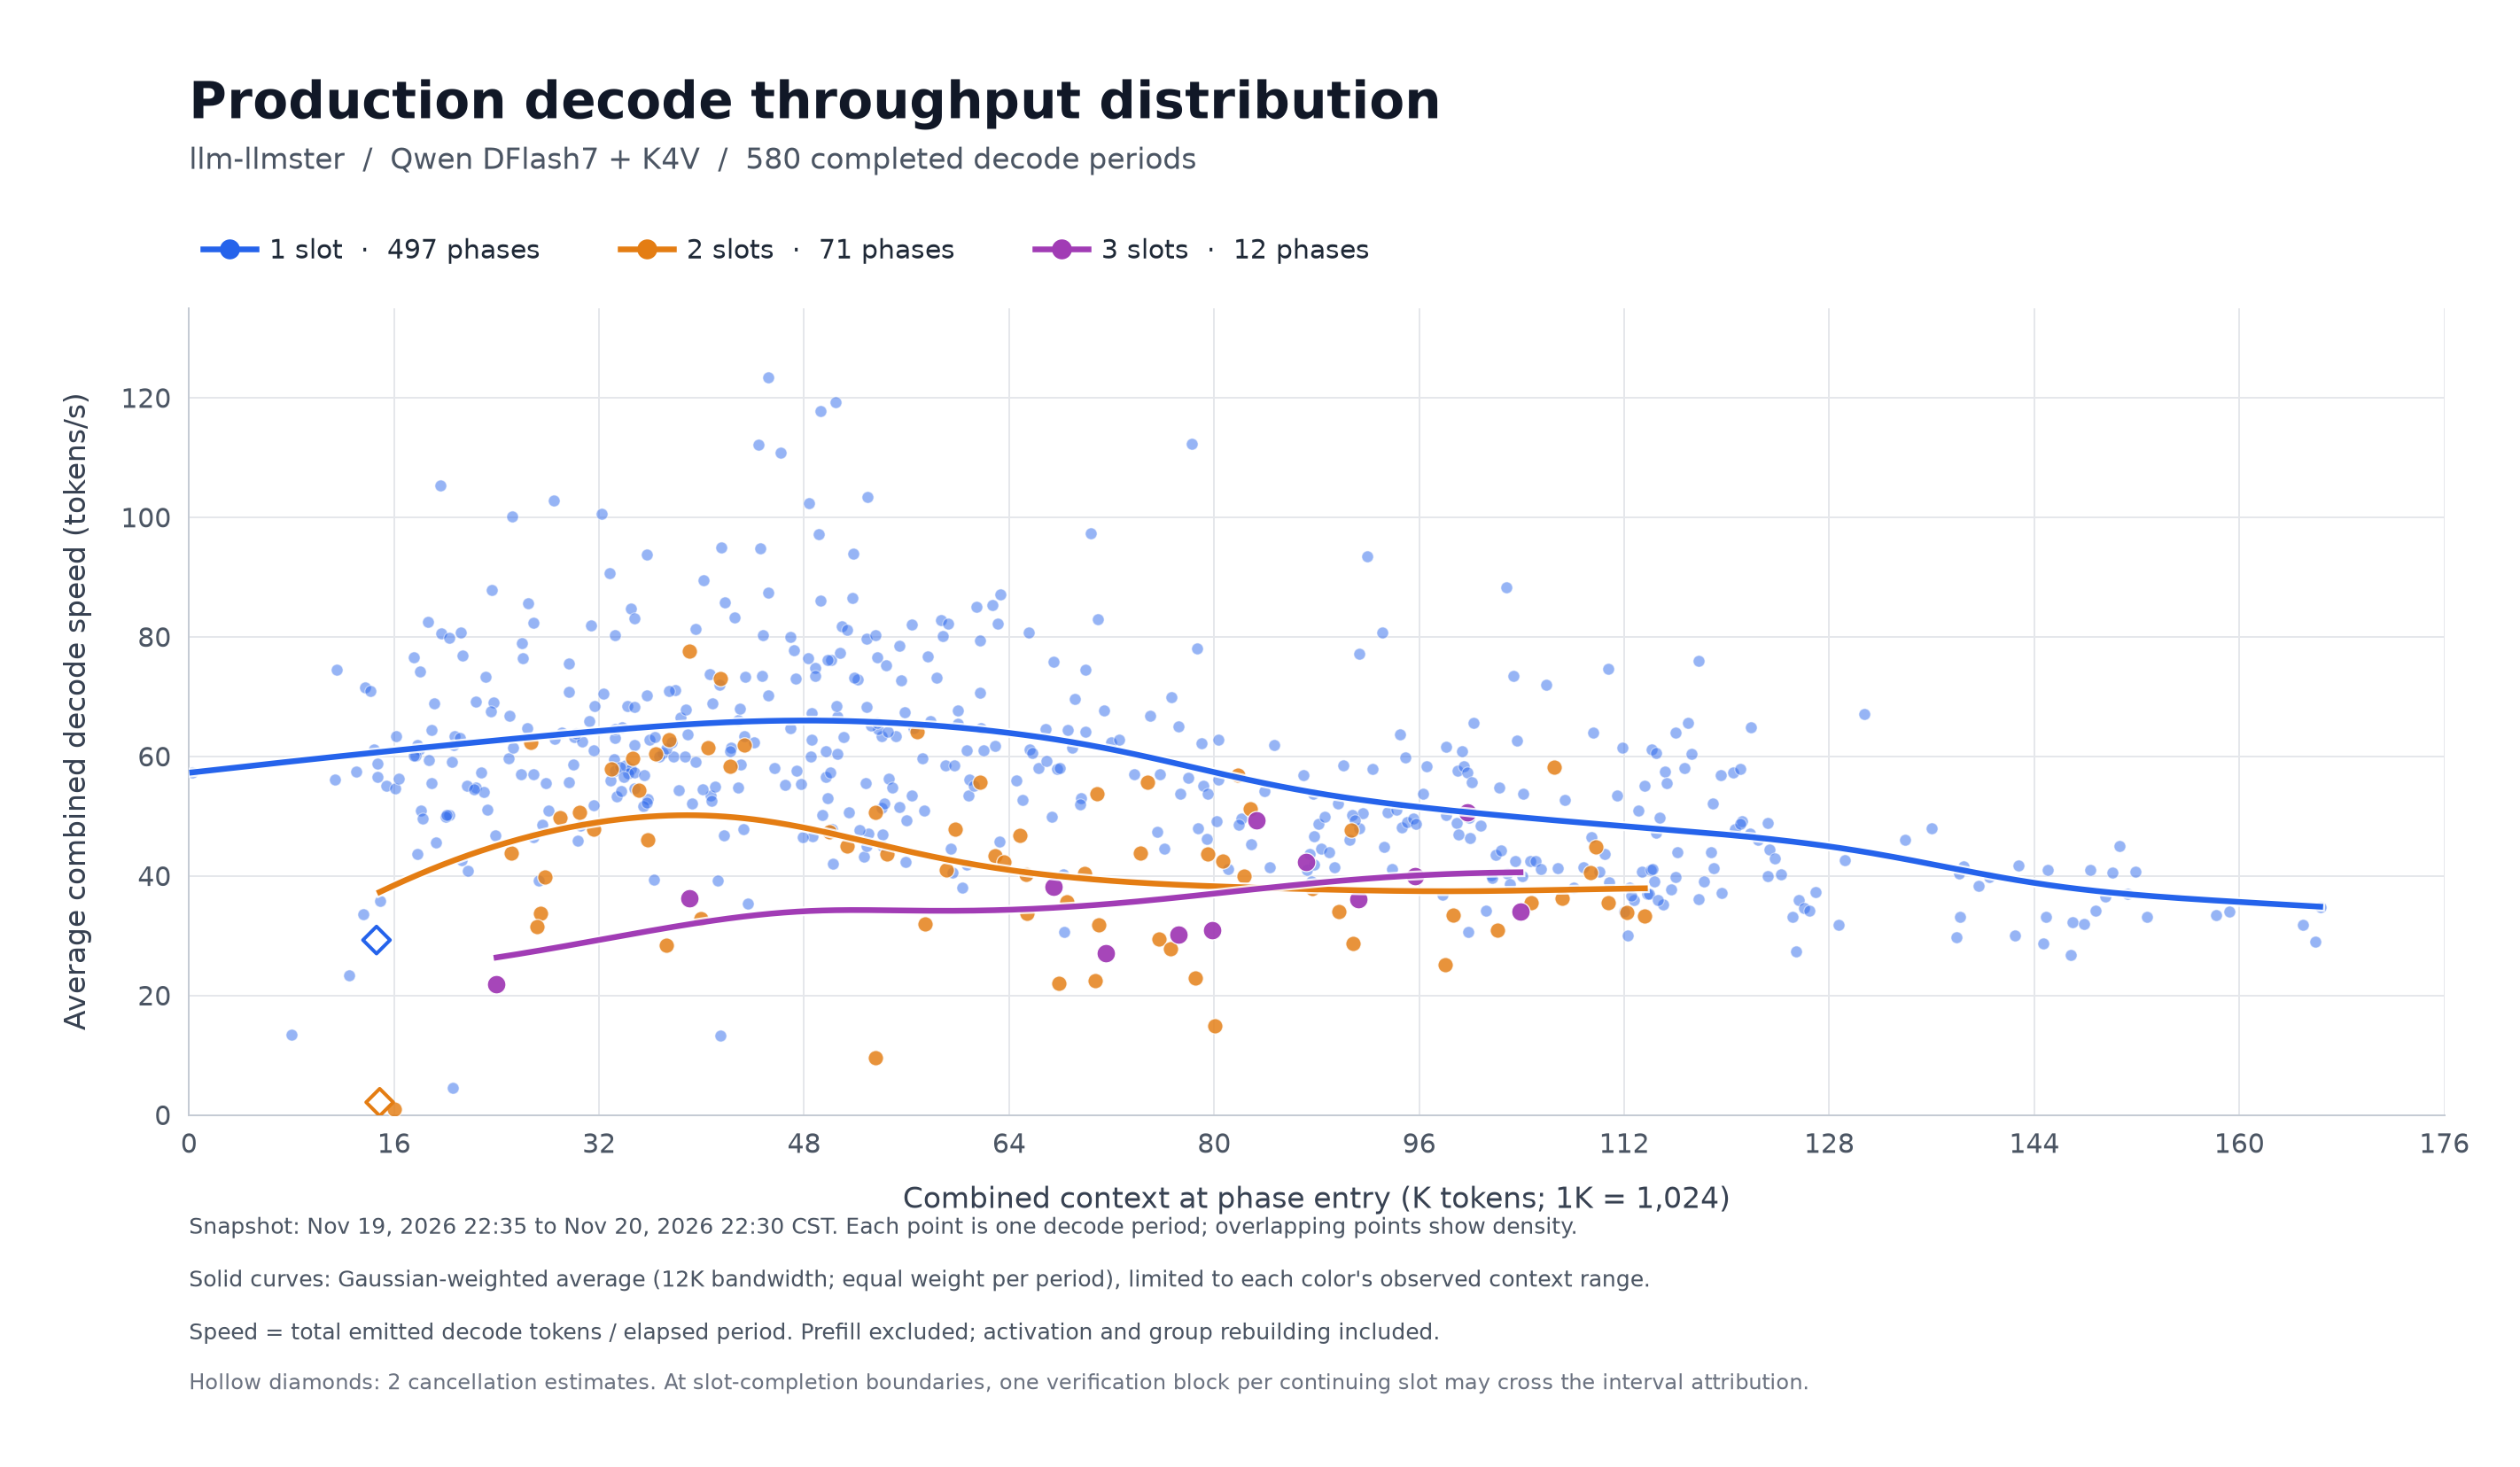 Production decode throughput distribution
llm-llmster / Qwen DFlash7 + K4V / 580 completed decode periods
1 slot · 497 phases
2 slots · 71 phases
3 slots · 12 phases
Average combined decode speed (tokens/s)
120
100
80
60
40
20
0
0 16 32 48 64 80 96 112 128 144 160 176
Combined context at phase entry (K tokens; 1K = 1,024)
Snapshot: Nov 19, 2026 22:35 to Nov 20, 2026 22:30 CST. Each point is one decode period; overlapping points show density.
Solid curves: Gaussian-weighted average (12K bandwidth; equal weight per period), limited to each color's observed context range.
Speed = total emitted decode tokens / elapsed period. Prefill excluded; activation and group rebuilding included.
Hollow diamonds: 2 cancellation estimates. At slot-completion boundaries, one verification block per continuing slot may cross the interval attribution.